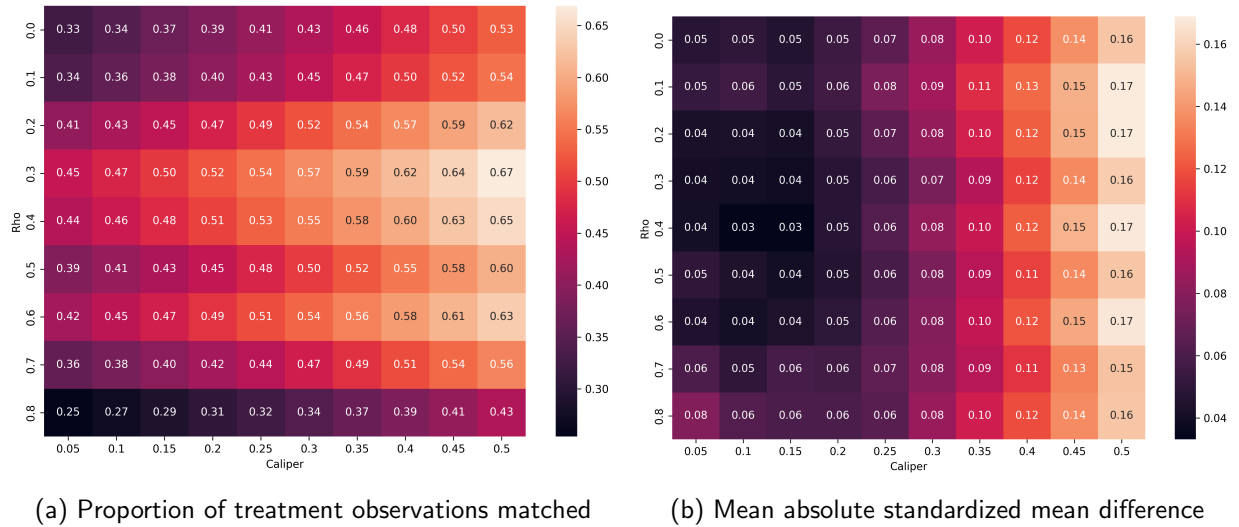 0.0 0.33 0.34 0.37 0.39 0.41 0.43 0.46 0.48 0.50 0.53
0.1 0.34 0.36 0.38 0.40 0.43 0.45 0.47 0.50 0.52 0.54
0.2 0.41 0.43 0.45 0.47 0.49 0.52 0.54 0.57 0.59 0.62
0.3 0.45 0.47 0.50 0.52 0.54 0.57 0.59 0.62 0.64 0.67
0.4 0.44 0.46 0.48 0.51 0.53 0.55 0.58 0.60 0.63 0.65
0.5 0.39 0.41 0.43 0.45 0.48 0.50 0.52 0.55 0.58 0.60
0.6 0.42 0.45 0.47 0.49 0.51 0.54 0.56 0.58 0.61 0.63
0.7 0.36 0.38 0.40 0.42 0.44 0.47 0.49 0.51 0.54 0.56
0.8 0.25 0.27 0.29 0.31 0.32 0.34 0.37 0.39 0.41 0.43
Rho
0.05 0.1 0.15 0.2 0.25 0.3 0.35 0.4 0.45 0.5
Caliper
0.65
0.60
0.55
0.50
0.45
0.40
0.35
0.30
(a) Proportion of treatment observations matched
0.0 0.05 0.05 0.05 0.05 0.07 0.08 0.10 0.12 0.14 0.16
0.1 0.05 0.06 0.05 0.06 0.08 0.09 0.11 0.13 0.15 0.17
0.2 0.04 0.04 0.04 0.05 0.07 0.08 0.10 0.12 0.15 0.17
0.3 0.04 0.04 0.04 0.05 0.06 0.07 0.09 0.12 0.14 0.16
0.4 0.04 0.03 0.03 0.05 0.06 0.08 0.10 0.12 0.15 0.17
0.5 0.05 0.04 0.04 0.05 0.06 0.08 0.09 0.11 0.14 0.16
0.6 0.04 0.04 0.04 0.05 0.06 0.08 0.10 0.12 0.15 0.17
0.7 0.06 0.05 0.06 0.06 0.07 0.08 0.09 0.11 0.13 0.15
0.8 0.08 0.06 0.06 0.06 0.06 0.08 0.10 0.12 0.14 0.16
Rho
0.05 0.1 0.15 0.2 0.25 0.3 0.35 0.4 0.45 0.5
Caliper
0.16
0.14
0.12
0.10
0.08
0.06
0.04
(b) Mean absolute standardized mean difference